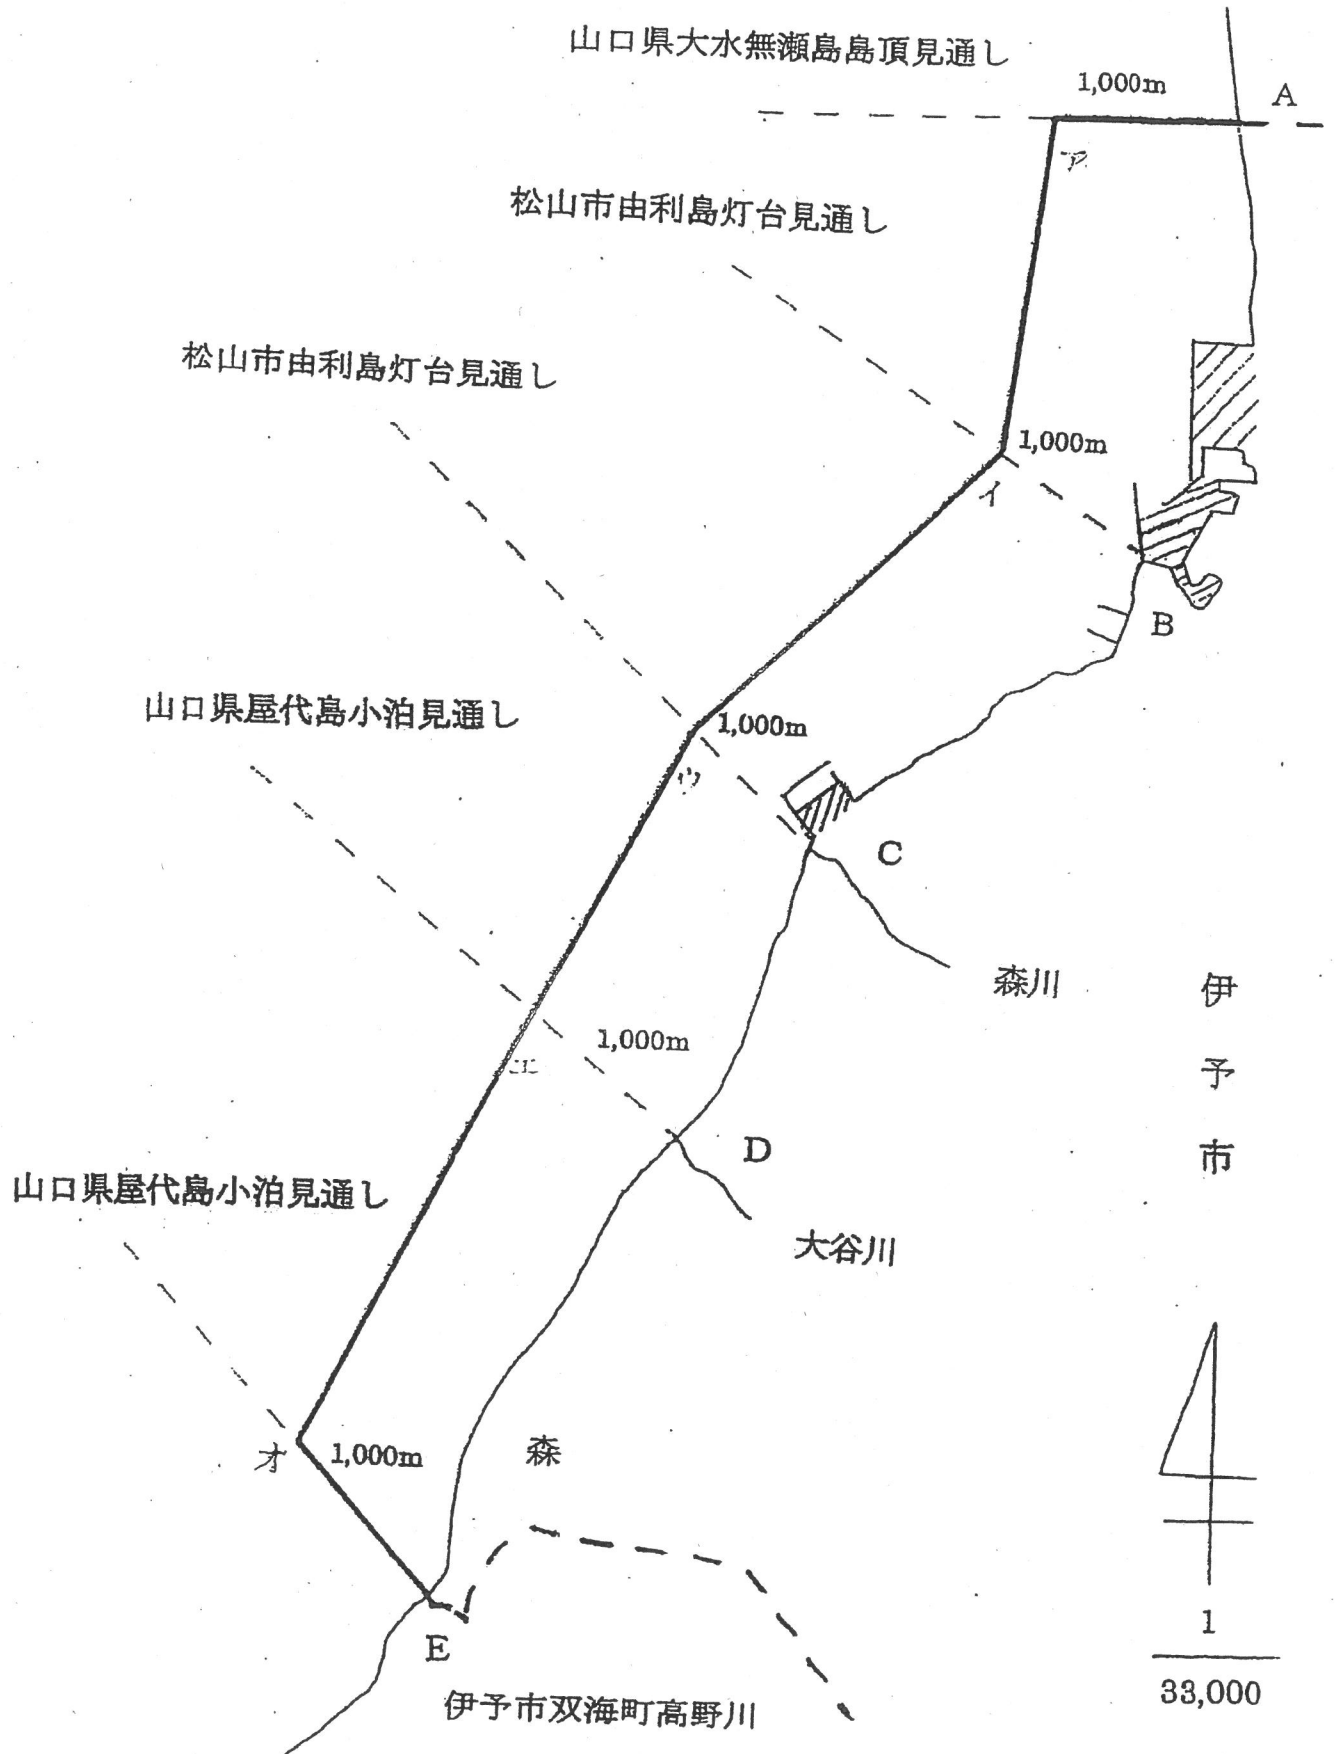 山口県大水無瀬島島頂見通し
1,000m
A
ア
松山市由利島灯台見通し
松山市由利島灯台見通し
1,000m
イ
B
山口県屋代島小泊見通し
1,000m
ウ
C
森川
伊予市
1,000m
エ
D
山口県屋代島小泊見通し
大谷川
オ
1,000m
森
E
伊予市双海町高野川
1
33,000